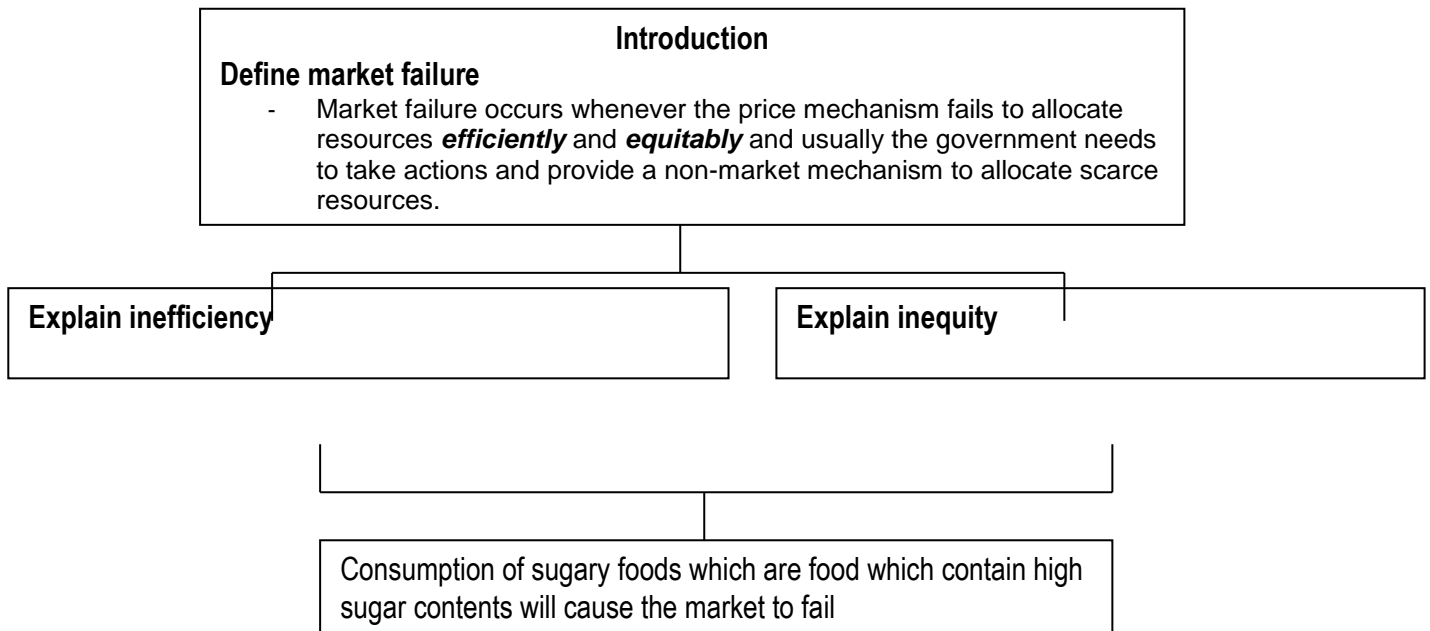 Introduction
Define market failure
- Market failure occurs whenever the price mechanism fails to allocate
resources efficiently and equitably and usually the government needs
to take actions and provide a non-market mechanism to allocate scarce
resources.
Explain inefficiency
Explain inequity
Consumption of sugary foods which are food which contain high
sugar contents will cause the market to fail